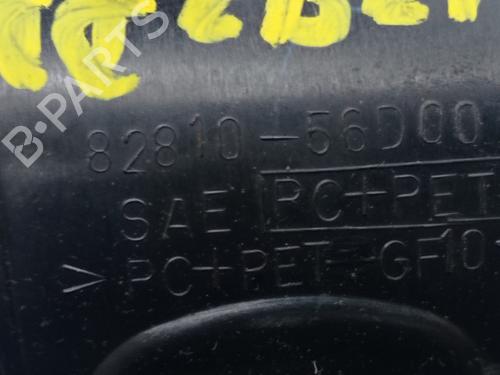 B-PARTS
82810-56D00
SAE PC+PET
>PC+PET-GF10